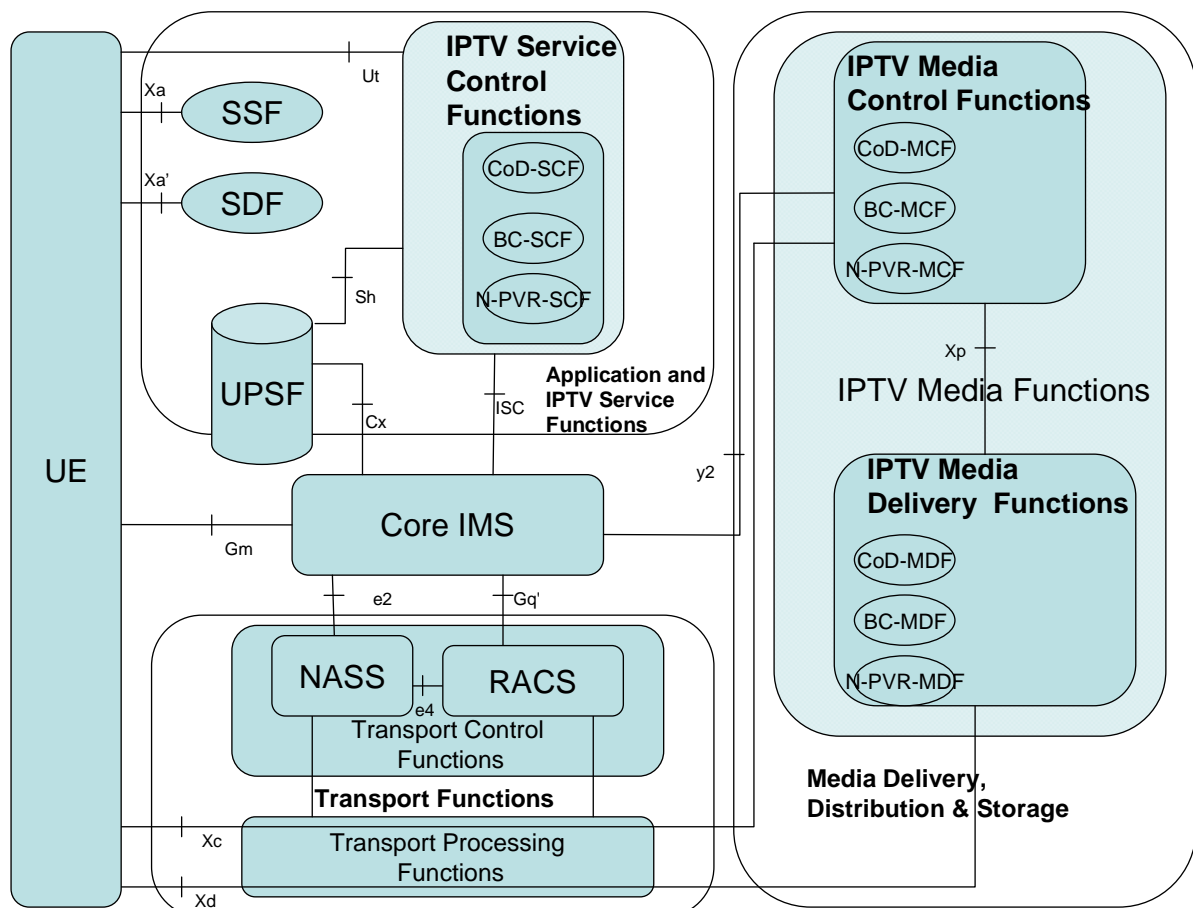 UE
Ut
Xa
SSF
Xa'
SDF
IPTV Service
Control
Functions
CoD-SCF
BC-SCF
N-PVR-SCF
Sh
UPSF
Cx
ISC
Application and
IPTV Service
Functions
IPTV Media
Control Functions
CoD-MCF
BC-MCF
N-PVR-MCF
Xp
IPTV Media Functions
y2
IPTV Media
Delivery Functions
CoD-MDF
BC-MDF
N-PVR-MDF
Core IMS
Gm
e2
Gq'
NASS
RACS
e4
Transport Control
Functions
Transport Functions
Media Delivery,
Distribution & Storage
Xc
Transport Processing
Functions
Xd